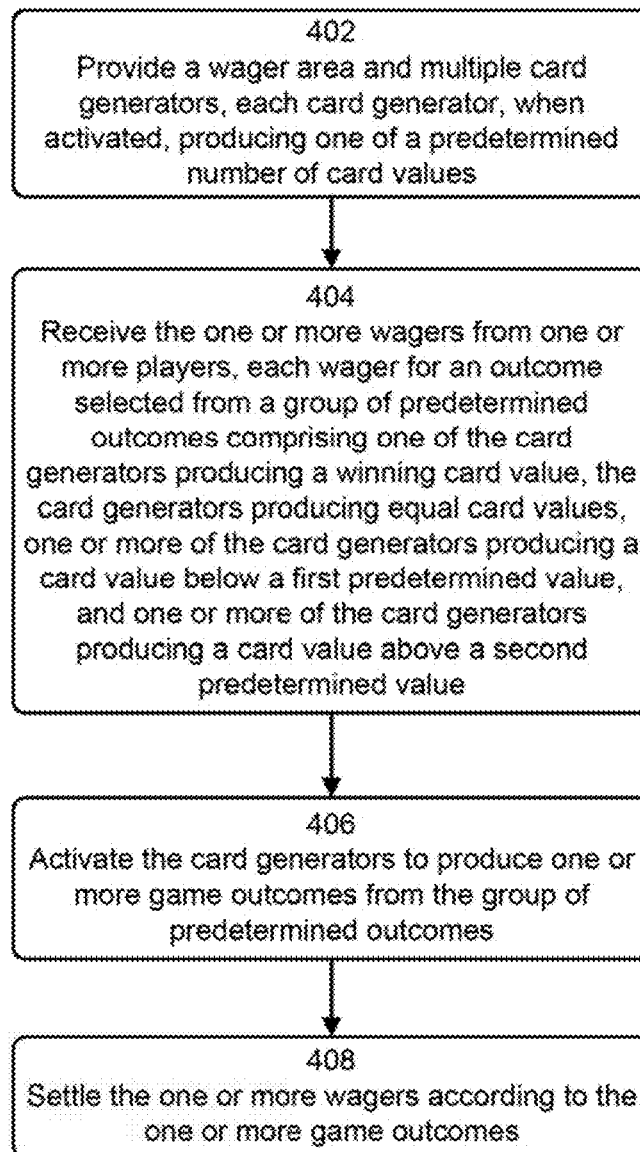 402
Provide a wager area and multiple card
generators, each card generator, when
activated, producing one of a predetermined
number of card values
404
Receive the one or more wagers from one or
more players, each wager for an outcome
selected from a group of predetermined
outcomes comprising one of the card
generators producing a winning card value, the
card generators producing equal card values,
one or more of the card generators producing a
card value below a first predetermined value,
and one or more of the card generators
producing a card value above a second
predetermined value
406
Activate the card generators to produce one or
more game outcomes from the group of
predetermined outcomes
408
Settle the one or more wagers according to the
one or more game outcomes